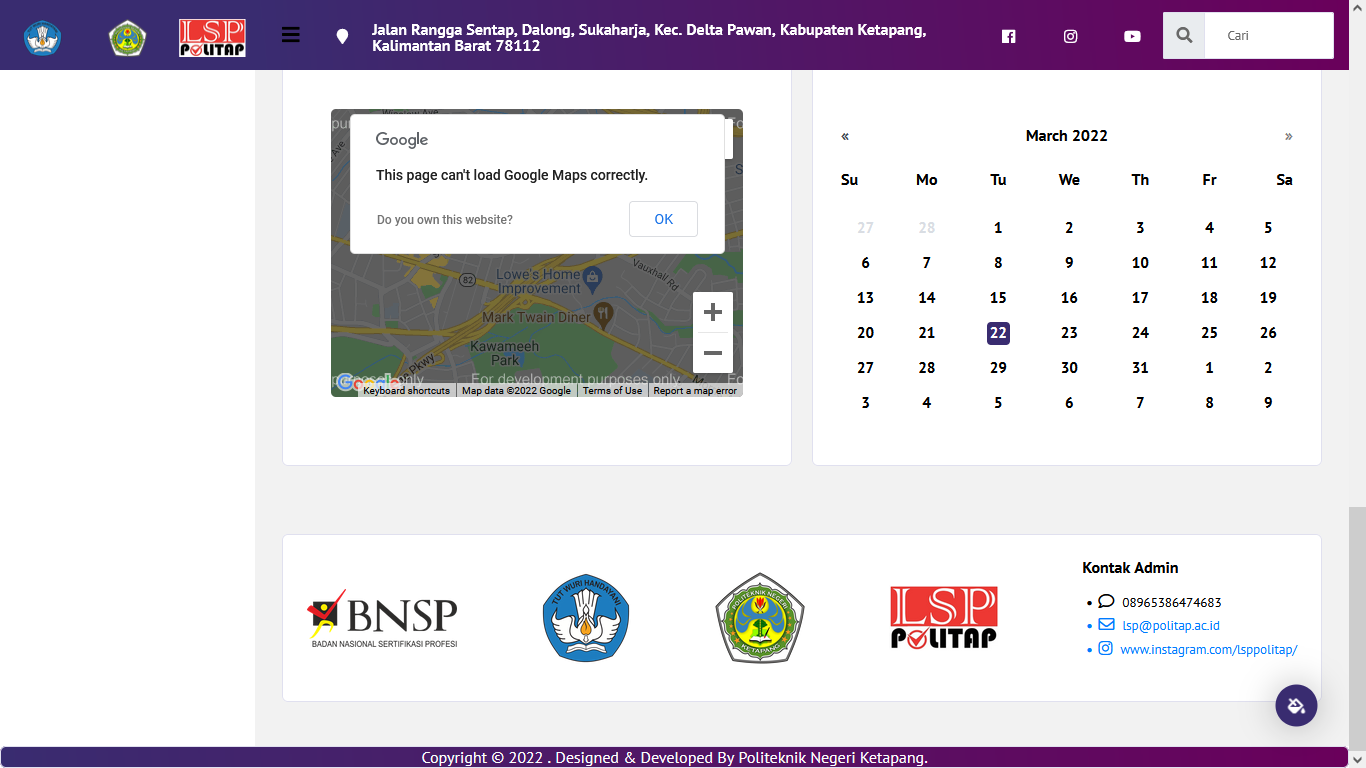 LSP
POLITAP
Jalan Rangga Sentap, Dalong, Sukaharja, Kec. Delta Pawan, Kabupaten Ketapang,
Kalimantan Barat 78112
Cari
Google
This page can't load Google Maps correctly.
Do you own this website?
OK
82
Vauxhall Rd
Lowe's Home
Improvement
Mark Twain Diner
Kawameeh
Park
Pkwy
For development purposes only
Keyboard shortcuts
Map data ©2022 Google
Terms of Use
Report a map error
« March 2022 »
Su Mo Tu We Th Fr Sa
27 28 1 2 3 4 5
6 7 8 9 10 11 12
13 14 15 16 17 18 19
20 21 22 23 24 25 26
27 28 29 30 31 1 2
3 4 5 6 7 8 9
BNSP
BADAN NASIONAL SERTIFIKASI PROFESI
TUT WURI HANDAYANI
POLITEKNIK NEGERI
KETAPANG
LSP
POLITAP
Kontak Admin
08965386474683
lsp@politap.ac.id
www.instagram.com/lsppolitap/
Copyright © 2022 . Designed & Developed By Politeknik Negeri Ketapang.